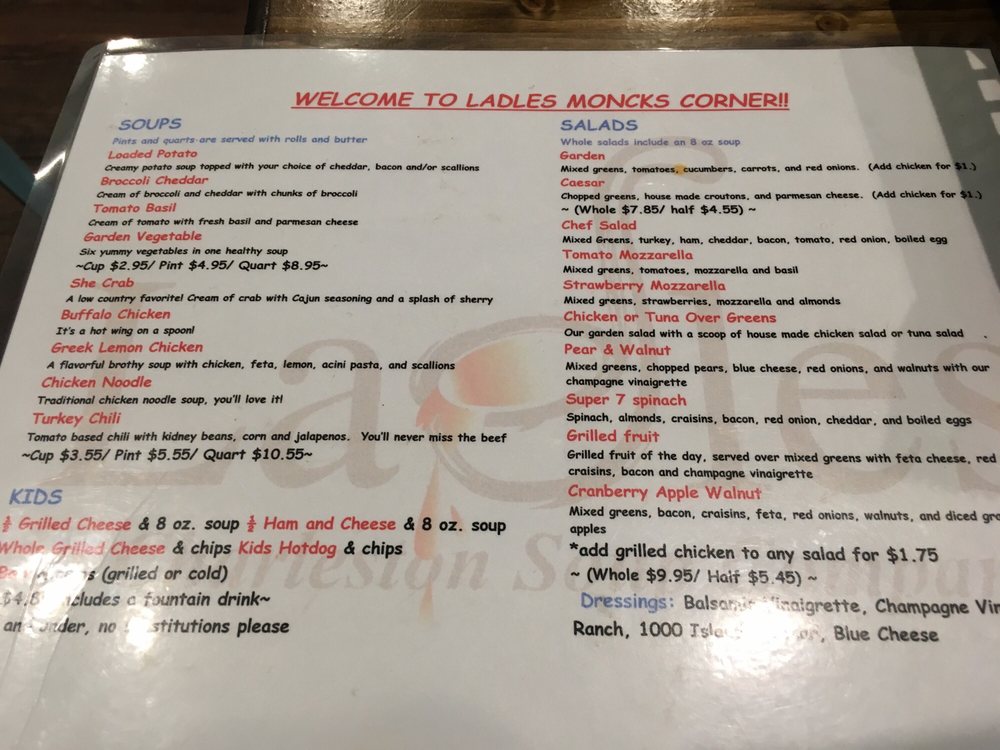 WELCOME TO LADLES MONCKS CORNER!!
SOUPS
Pints and quarts are served with rolls and butter
Loaded Potato
Creamy potato soup topped with your choice of cheddar, bacon and/or scallions
Broccoli Cheddar
Cream of broccoli and cheddar with chunks of broccoli
Tomato Basil
Cream of tomato with fresh basil and parmesan cheese
Garden Vegetable
Six yummy vegetables in one healthy soup
~Cup $2.95/ Pint $4.95/ Quart $8.95~
She Crab
A low country favorite! Cream of crab with Cajun seasoning and a splash of sherry
Buffalo Chicken
It's a hot wing on a spoon!
Greek Lemon Chicken
A flavorful brothy soup with chicken, feta, lemon, acini pasta, and scallions
Chicken Noodle
Traditional chicken noodle soup, you'll love it!
Turkey Chili
Tomato based chili with kidney beans, corn and jalapenos. You'll never miss the beef
~Cup $3.55/ Pint $5.55/ Quart $10.55~
KIDS
½ Grilled Cheese & 8 oz. soup ½ Ham and Cheese & 8 oz. soup
Whole Grilled Cheese & chips Kids Hotdog & chips
(grilled or cold)
includes a fountain drink~
and under, no substitutions please
SALADS
Whole salads include an 8 oz soup
Garden
Mixed greens, tomatoes, cucumbers, carrots, and red onions. (Add chicken for $1.)
Caesar
Chopped greens, house made croutons, and parmesan cheese. (Add chicken for $1.)
~ (Whole $7.85/ half $4.55) ~
Chef Salad
Mixed Greens, turkey, ham, cheddar, bacon, tomato, red onion, boiled egg
Tomato Mozzarella
Mixed greens, tomatoes, mozzarella and basil
Strawberry Mozzarella
Mixed greens, strawberries, mozzarella and almonds
Chicken or Tuna Over Greens
Our garden salad with a scoop of house made chicken salad or tuna salad
Pear & Walnut
Mixed greens, chopped pears, blue cheese, red onions, and walnuts with our
champagne vinaigrette
Super 7 spinach
Spinach, almonds, craisins, bacon, red onion, cheddar, and boiled eggs
Grilled fruit
Grilled fruit of the day, served over mixed greens with feta cheese, red
craisins, bacon and champagne vinaigrette
Cranberry Apple Walnut
Mixed greens, bacon, craisins, feta, red onions, walnuts, and diced
apples
*add grilled chicken to any salad for $1.75
~ (Whole $9.95/ Half $5.45) ~
Dressings: Balsamic Vinaigrette, Champagne
Ranch, 1000 Blue Cheese
Ladles